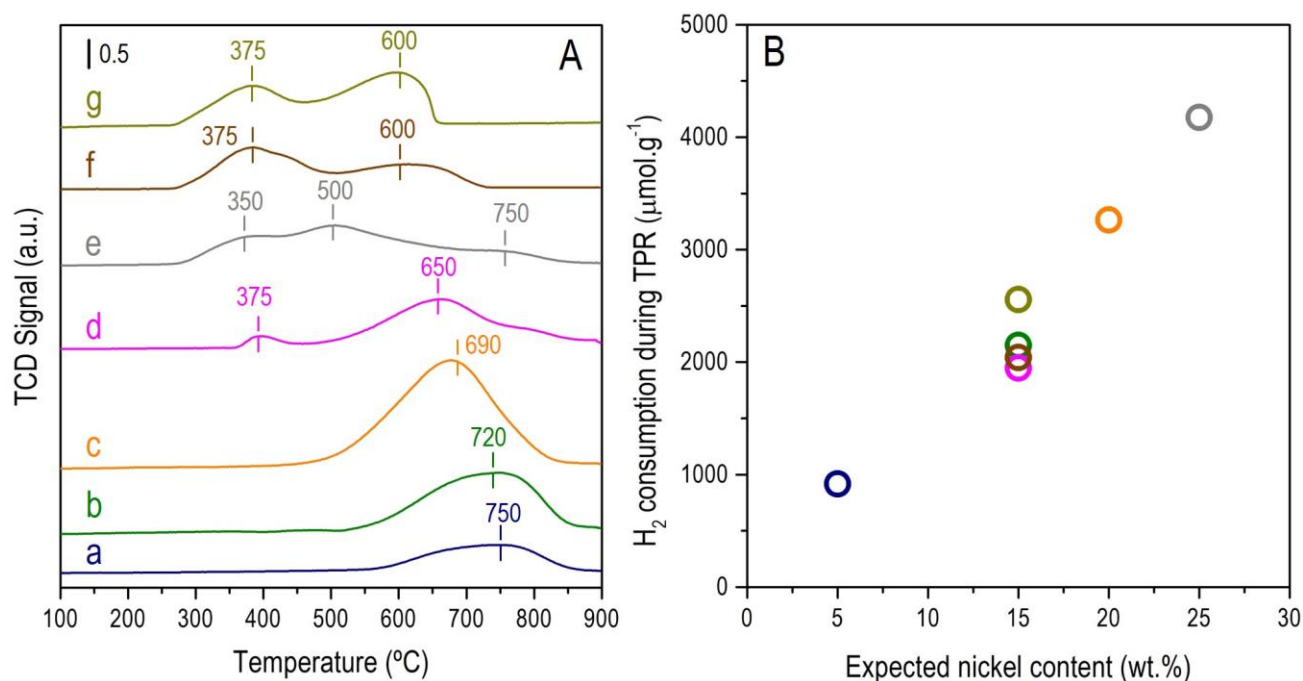 0.5
A
375
600
g
375
600
f
350
500
750
e
375
650
d
690
c
720
b
750
a
TCD Signal (a.u.)
100 200 300 400 500 600 700 800 900
Temperature (ºC)
B
5000
4000
3000
2000
1000
0
H₂ consumption during TPR (μmol.g⁻¹)
0 5 10 15 20 25 30
Expected nickel content (wt.%)